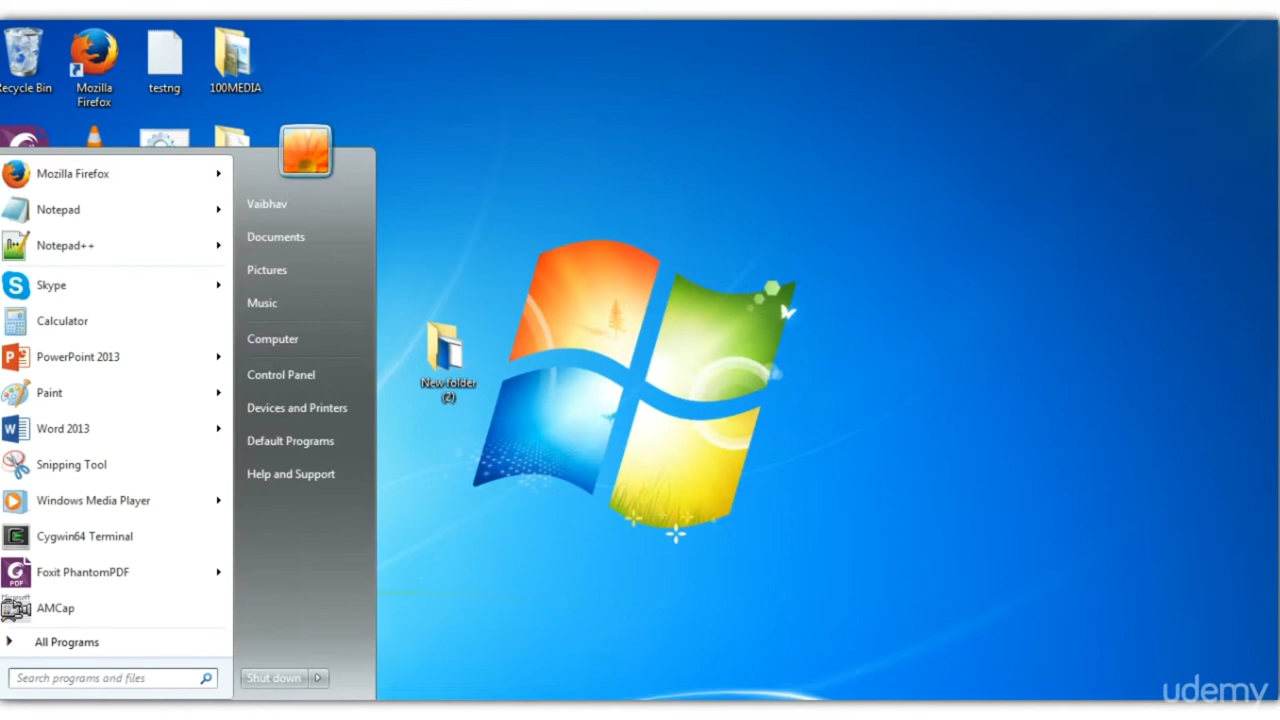 Recycle Bin
Mozilla
Firefox
testng
100MEDIA
Mozilla Firefox
Notepad
Notepad++
Skype
Calculator
PowerPoint 2013
Paint
Word 2013
Snipping Tool
Windows Media Player
Cygwin64 Terminal
Foxit PhantomPDF
AMCap
All Programs
Search programs and files
Vaibhav
Documents
Pictures
Music
Computer
Control Panel
Devices and Printers
Default Programs
Help and Support
Shut down
New folder
(2)
udemy